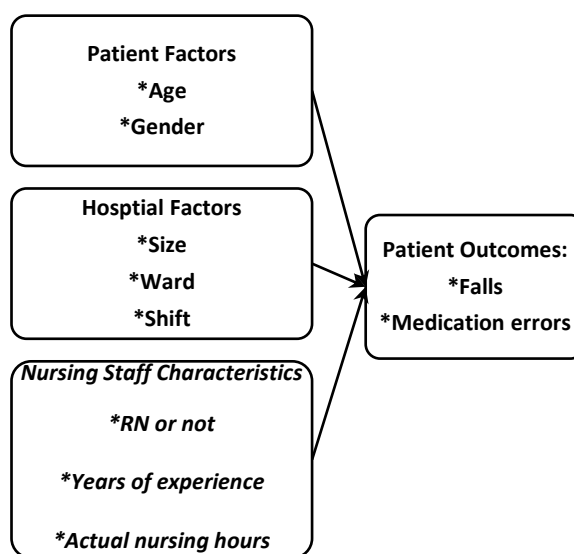 Patient Factors
*Age
*Gender
Hosptial Factors
*Size
*Ward
*Shift
Nursing Staff Characteristics
*RN or not
*Years of experience
*Actual nursing hours
Patient Outcomes:
*Falls
*Medication errors